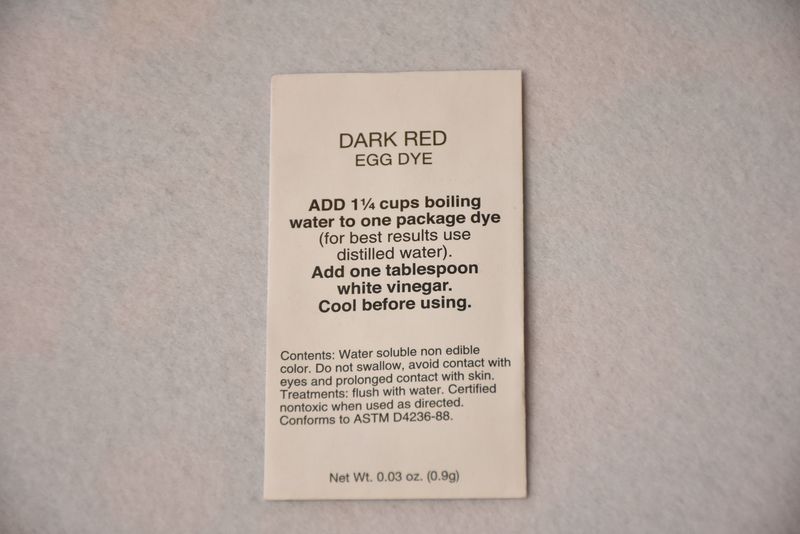 DARK RED
EGG DYE
ADD 1¼ cups boiling
water to one package dye
(for best results use
distilled water).
Add one tablespoon
white vinegar.
Cool before using.
Contents: Water soluble non edible
color. Do not swallow, avoid contact with
eyes and prolonged contact with skin.
Treatments: flush with water. Certified
nontoxic when used as directed.
Conforms to ASTM D4236-88.
Net Wt. 0.03 oz. (0.9g)